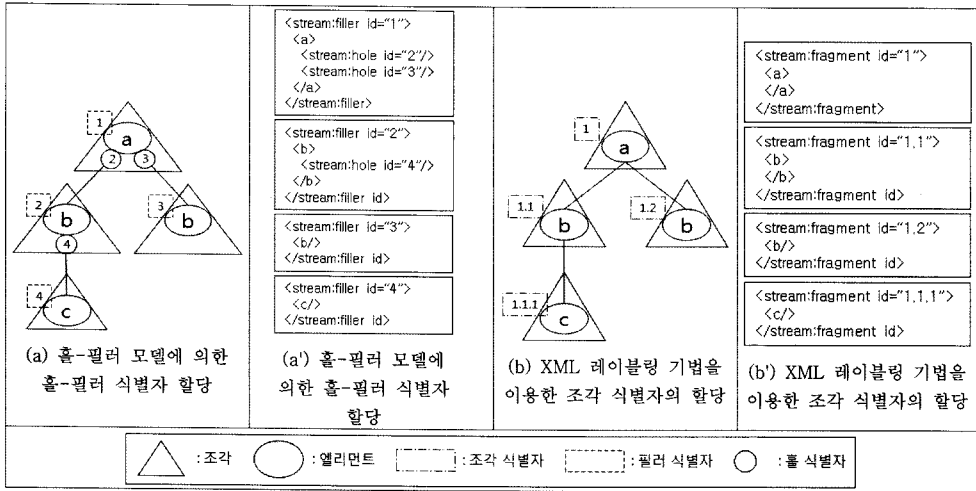 1
a
2
3
2
b
3
b
4
4
c
(a) 홀-필러 모델에 의한
홀-필러 식별자 할당
<stream:filler id="1">
<a>
<stream:hole id="2"/>
<stream:hole id="3"/>
</a>
</stream:filler>
<stream:filler id="2">
<b>
<stream:hole id="4"/>
</b>
</stream:filler id>
<stream:filler id="3">
<b/>
</stream:filler id>
<stream:filler id="4">
<c/>
</stream:filler id>
(a') 홀-필러 모델에
의한 홀-필러 식별자
할당
1
a
1.1
b
1.2
b
1.1.1
c
(b) XML 레이블링 기법을
이용한 조각 식별자의 할당
<stream:fragment id="1">
<a>
</a>
</stream:fragment>
<stream:fragment id="1.1">
<b>
</b>
</stream:fragment id>
<stream:fragment id="1.2">
<b/>
</stream:fragment id>
<stream:fragment id="1.1.1">
<c/>
</stream:fragment id>
(b') XML 레이블링 기법을
이용한 조각 식별자의 할당
: 조각
: 엘리먼트
: 조각 식별자
: 필러 식별자
: 홀 식별자